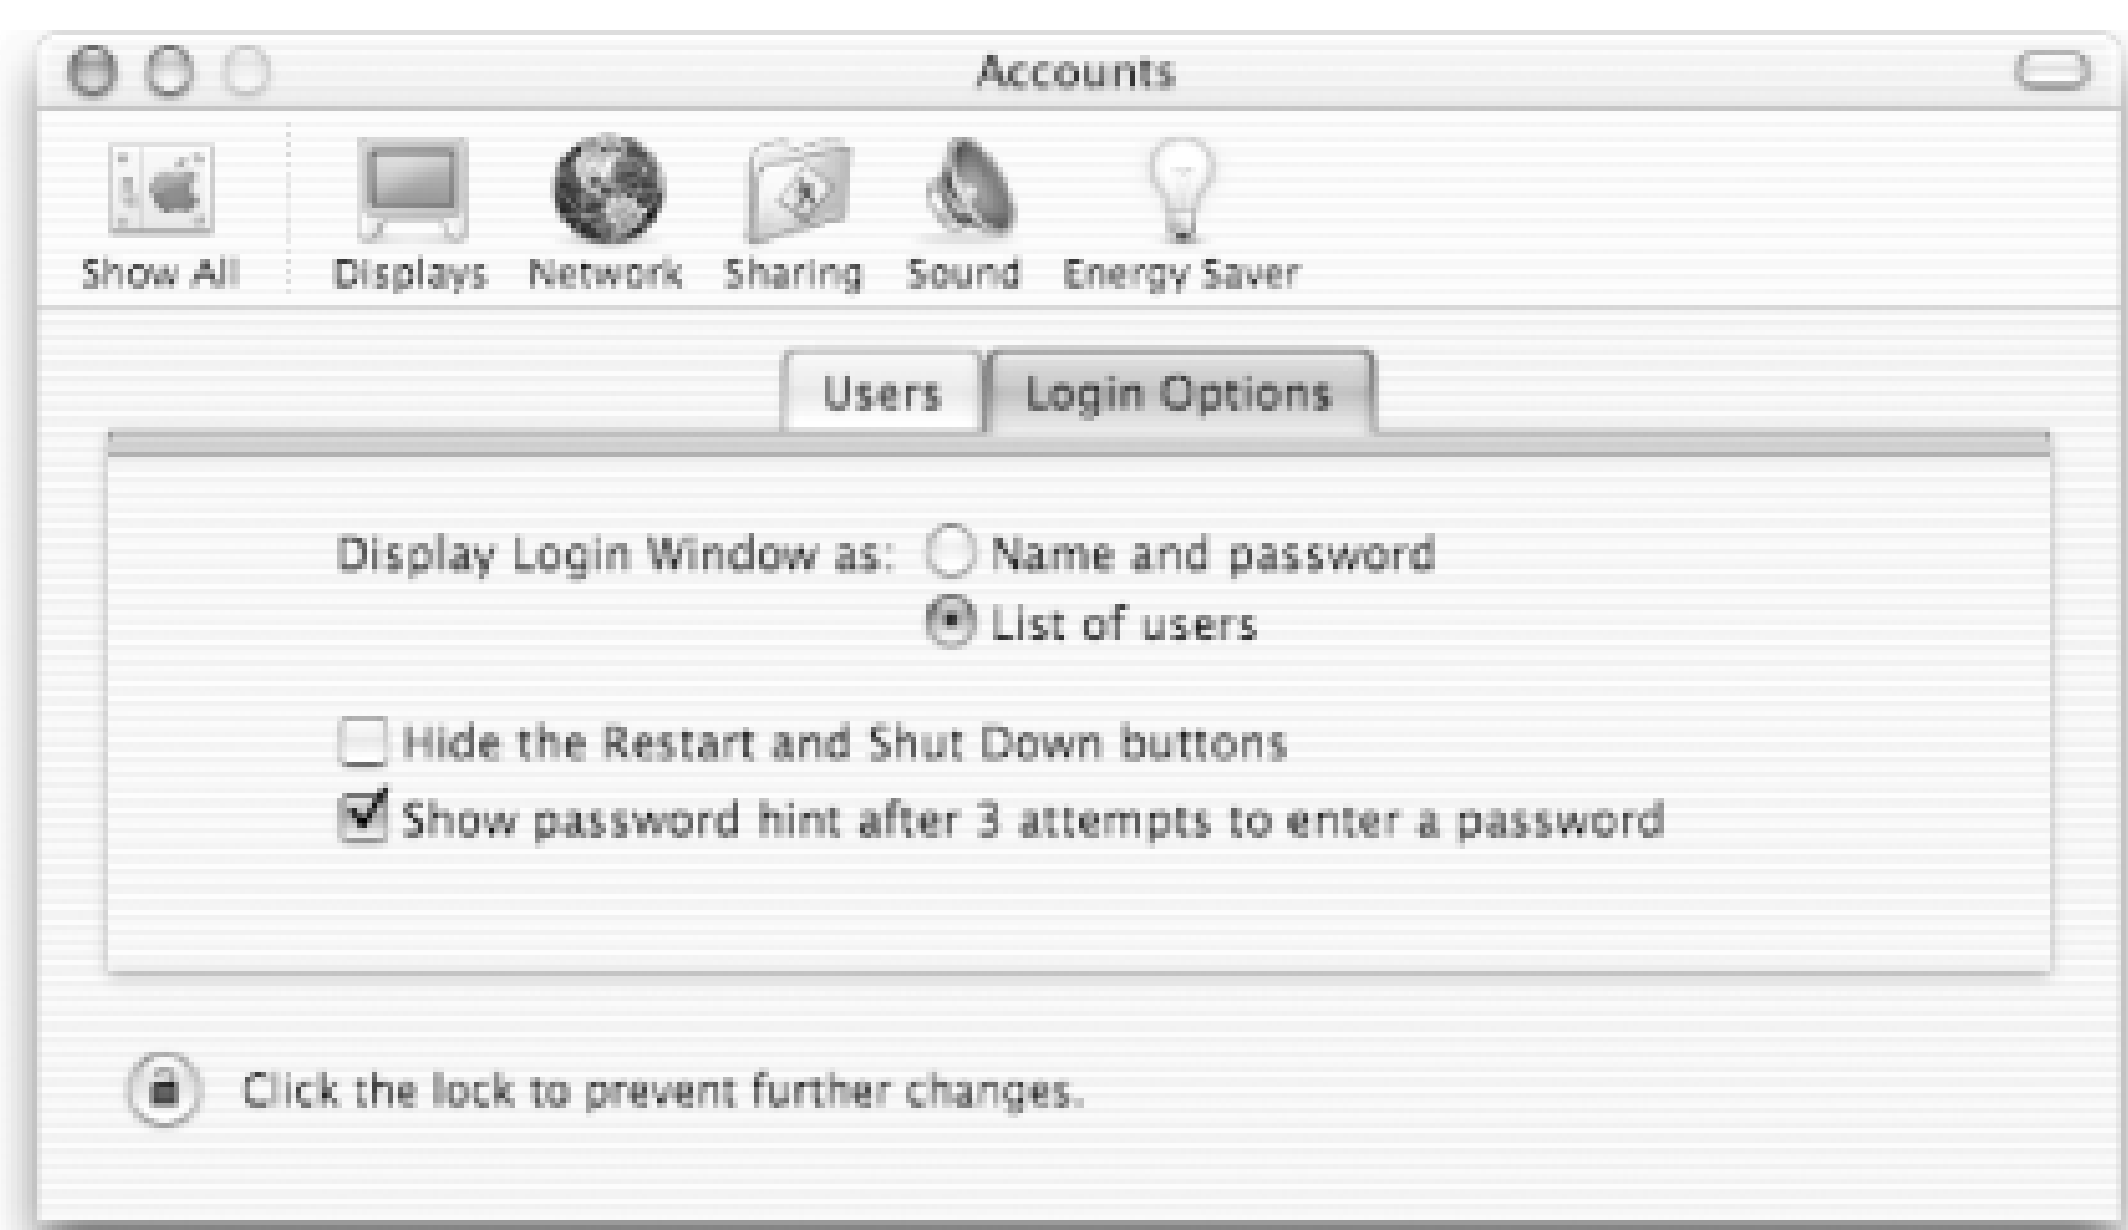 Accounts
Show All Displays Network Sharing Sound Energy Saver
Users Login Options
Display Login Window as: Name and password
List of users
Hide the Restart and Shut Down buttons
Show password hint after 3 attempts to enter a password
Click the lock to prevent further changes.